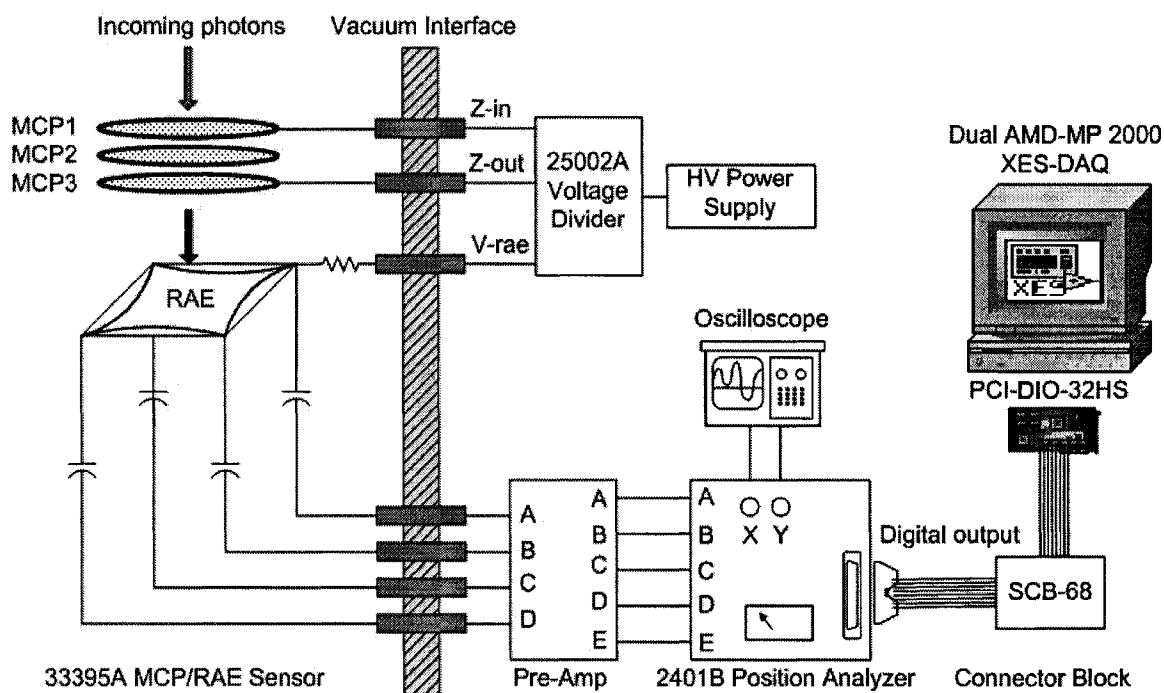 Incoming photons
Vacuum Interface
MCP1
MCP2
MCP3
Z-in
Z-out
V-rae
25002A
Voltage
Divider
HV Power
Supply
Dual AMD-MP 2000
XES-DAQ
XES
RAE
Oscilloscope
PCI-DIO-32HS
A
B
C
D
A
B
C
D
E
A
B
C
D
E
X Y
Digital output
SCB-68
33395A MCP/RAE Sensor
Pre-Amp
2401B Position Analyzer
Connector Block